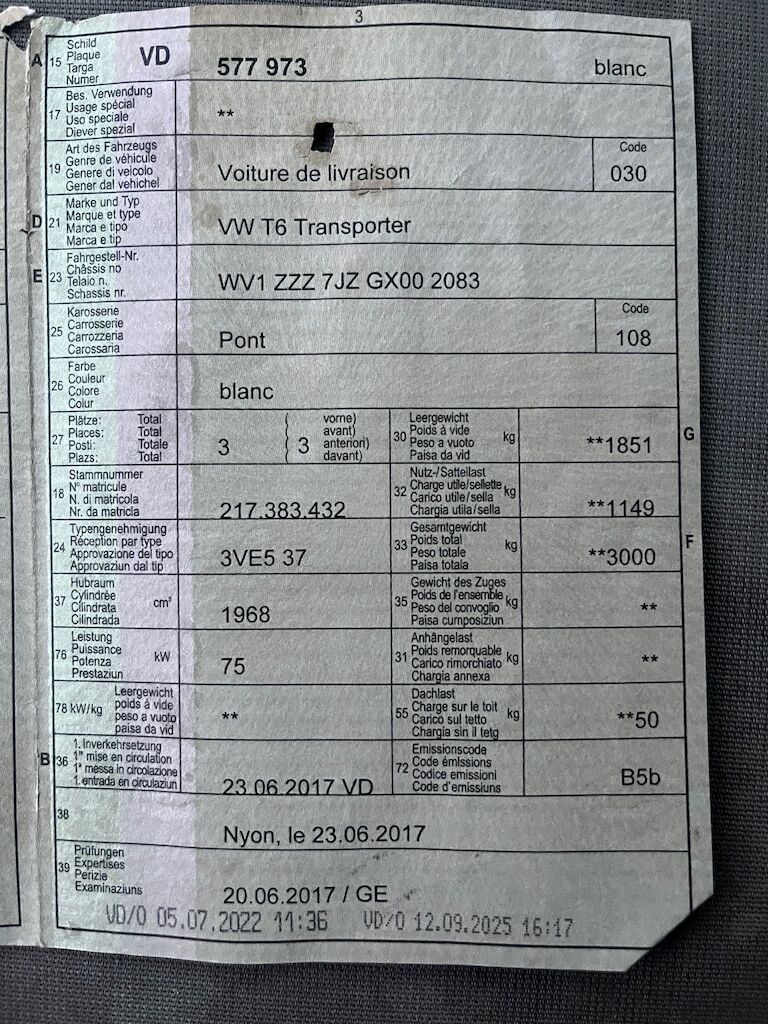 3
A 15 Schild
Plaque
Targa
Numer
VD 577 973 blanc
17 Bes. Verwendung
Usage spécial
Uso speciale
Diever spezial
**
19 Art des Fahrzeugs
Genre de véhicule
Genere di veicolo
Gener dal vehichel
Voiture de livraison
Code
030
D 21 Marke und Typ
Marque et type
Marca e tipo
Marca e tip
VW T6 Transporter
E 23 Fahrgestell-Nr.
Châssis no
Telaio n.
Schassis nr.
WV1 ZZZ 7JZ GX00 2083
25 Karosserie
Carrosserie
Carrozzeria
Carossaria
Pont
Code
108
26 Farbe
Couleur
Colore
Colur
blanc
27 Plätze: Total
Places: Total
Posti: Totale
Plazs: Total
3
( vorne)
avant)
( 3 anteriori)
davant)
30 Leergewicht
Poids à vide
Peso a vuoto
Paisa da vid
kg
**1851
G
18 Stammnummer
N° matricule
N. di matricola
Nr. da matricla
217.383.432
32 Nutz-/Sattellast
Charge utile/sellette
Carico utile/sella
Chargia utila/sella
kg
**1149
24 Typengenehmigung
Réception par type
Approvazione del tipo
Approvaziun dal tip
3VE5 37
33 Gesamtgewicht
Poids total
Peso totale
Paisa totala
kg
**3000
F
37 Hubraum
Cylindrée
Cilindrata
Cilindrada
cm³
1968
35 Gewicht des Zuges
Poids de l'ensemble
Peso del convoglio
Paisa cumposiziun
kg
**
76 Leistung
Puissance
Potenza
Prestaziun
kW
75
31 Anhängelast
Poids remorquable
Carico rimorchiato
Chargia annexa
kg
**
78 kW/kg Leergewicht
poids à vide
peso a vuoto
paisa da vid
**
55 Dachlast
Charge sur le toit
Carico sul tetto
Chargia sin il tetg
kg
**50
B 36 1. Inverkehrsetzung
1re mise en circulation
1a messa in circolazione
1. entrada en circulaziun
23.06.2017 VD
72 Emissionscode
Code émissions
Codice emissioni
Code d'emissiuns
B5b
38
Nyon, le 23.06.2017
39 Prüfungen
Expertises
Perizie
Examinaziuns
20.06.2017 / GE
VD/O 05.07.2022 11:36 VD/O 12.09.2025 16:17